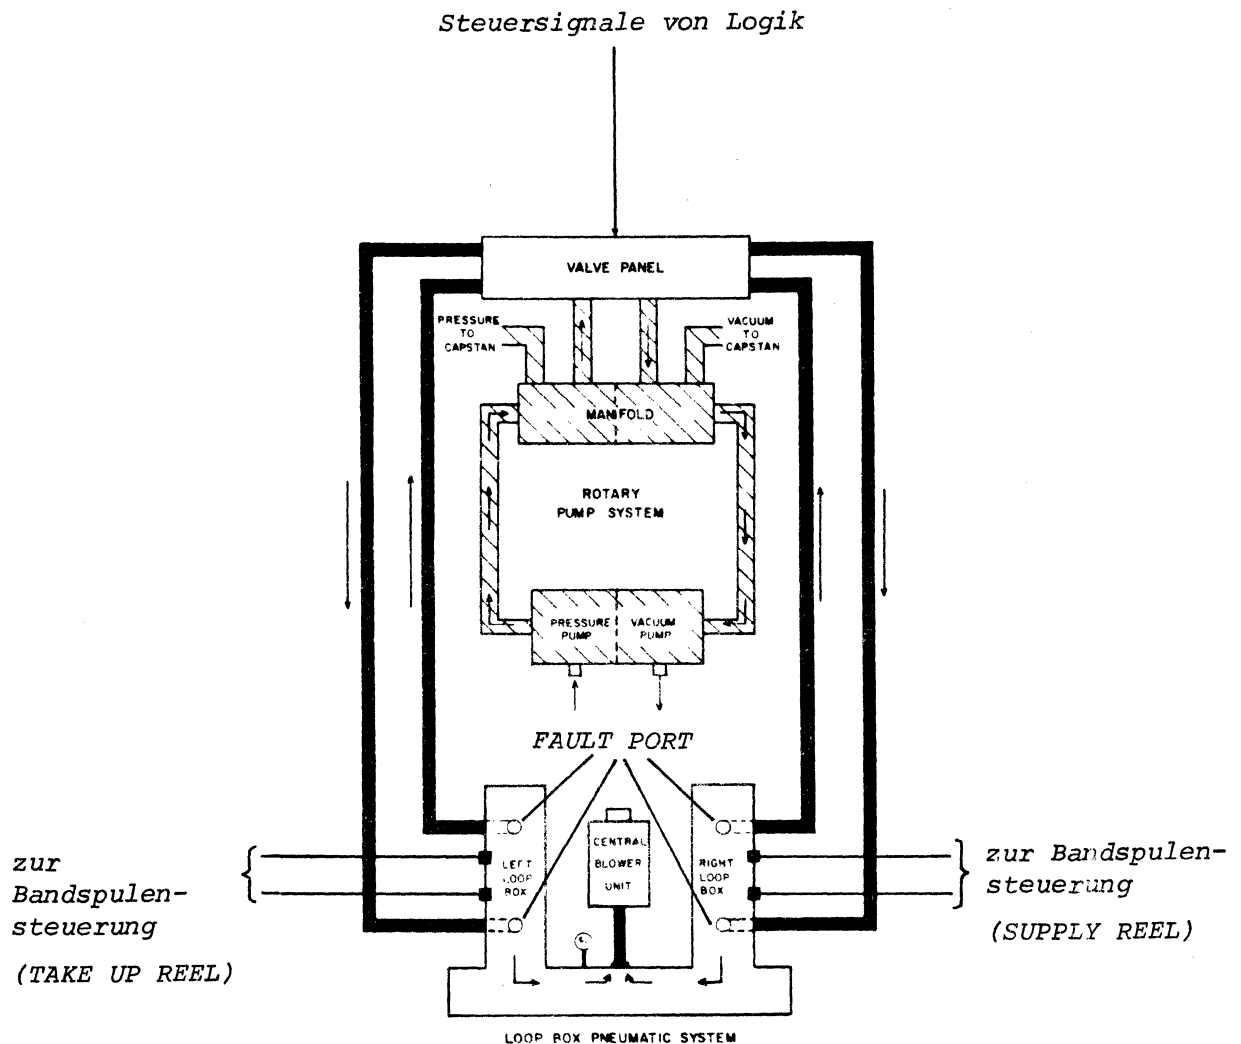 Steuersignale von Logik
VALVE PANEL
PRESSURE
TO
CAPSTAN
VACUUM
TO
CAPSTAN
MANIFOLD
ROTARY
PUMP SYSTEM
PRESSURE
PUMP
VACUUM
PUMP
FAULT PORT
CENTRAL
BLOWER
UNIT
LEFT
LOOP
BOX
RIGHT
LOOP
BOX
zur
Bandspulen-
steuerung
(TAKE UP REEL)
zur Bandspulen-
steuerung
(SUPPLY REEL)
LOOP BOX PNEUMATIC SYSTEM